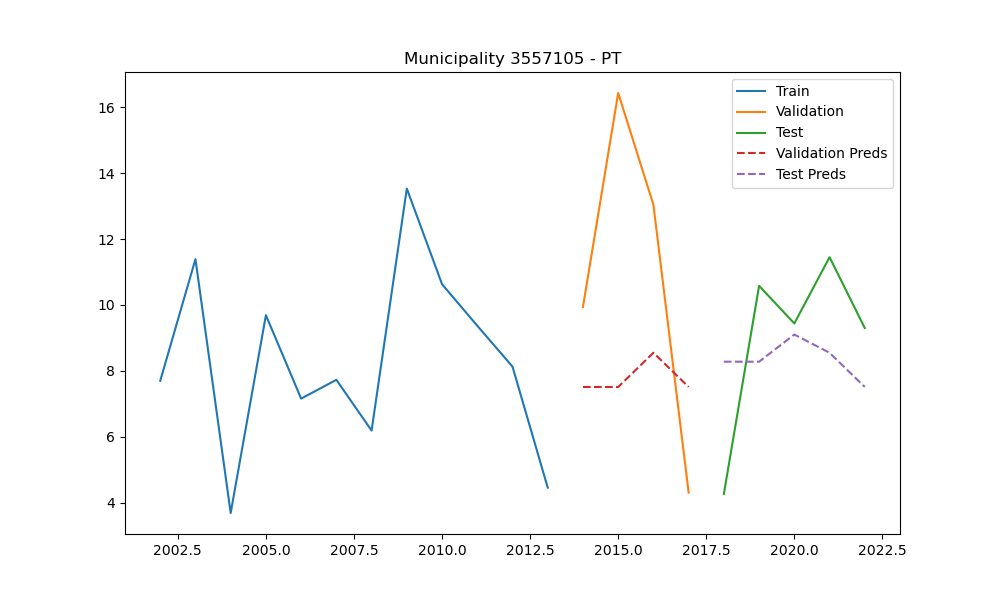 Municipality 3557105 - PT
Train
Validation
Test
Validation Preds
Test Preds
16
14
12
10
8
6
4
2002.5 2005.0 2007.5 2010.0 2012.5 2015.0 2017.5 2020.0 2022.5